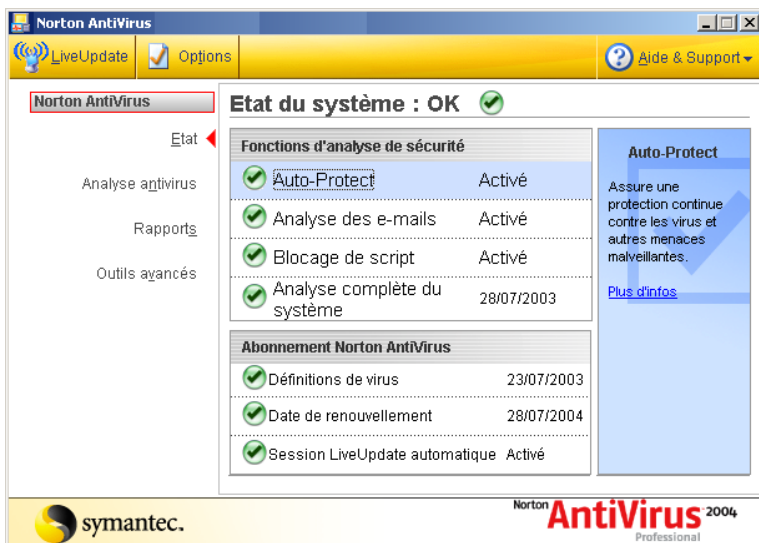 Norton AntiVirus
LiveUpdate
Options
Aide & Support
Norton AntiVirus
Etat
Analyse antivirus
Rapports
Outils avancés
Etat du système : OK
Fonctions d'analyse de sécurité
Auto-Protect Activé
Analyse des e-mails Activé
Blocage de script Activé
Analyse complète du
système 28/07/2003
Abonnement Norton AntiVirus
Définitions de virus 23/07/2003
Date de renouvellement 28/07/2004
Session LiveUpdate automatique Activé
Auto-Protect
Assure une
protection continue
contre les virus et
autres menaces
malveillantes.
Plus d'infos
symantec.
Norton AntiVirus 2004
Professional